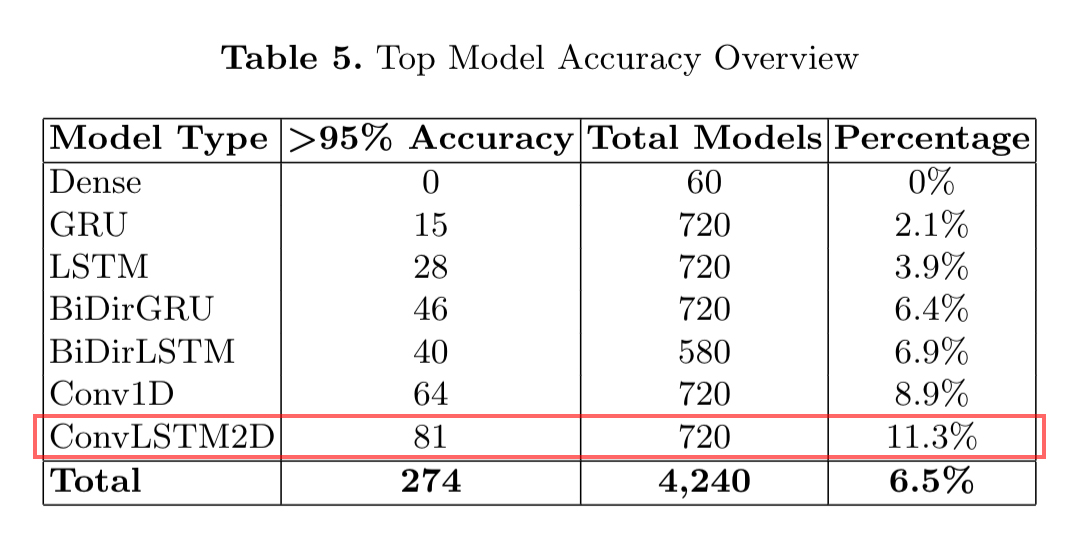 Table 5. Top Model Accuracy Overview
Model Type >95% Accuracy Total Models Percentage
Dense 0 60 0%
GRU 15 720 2.1%
LSTM 28 720 3.9%
BiDirGRU 46 720 6.4%
BiDirLSTM 40 580 6.9%
Conv1D 64 720 8.9%
ConvLSTM2D 81 720 11.3%
Total 274 4,240 6.5%